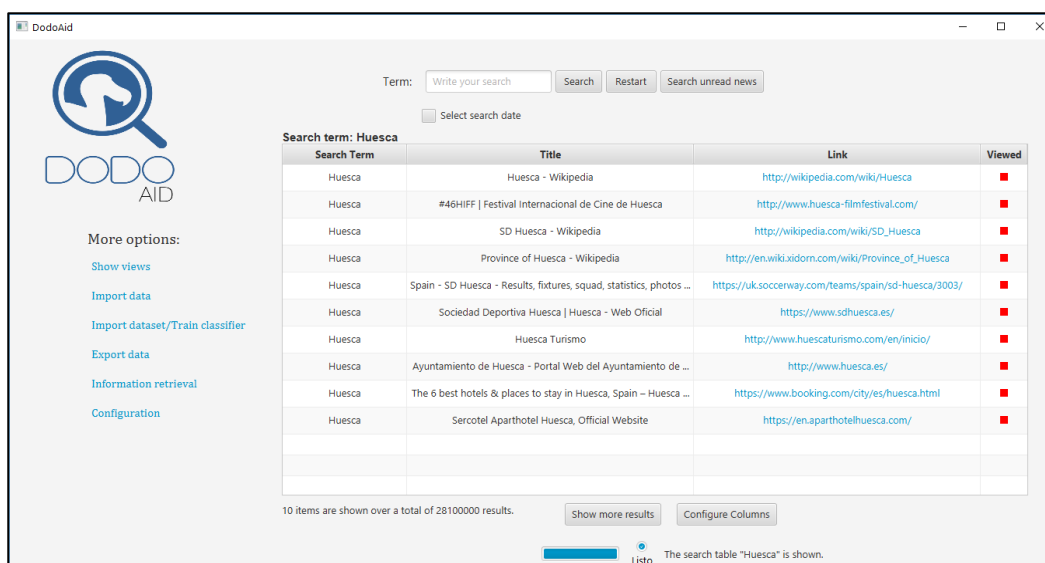 DodoAid
Term: Write your search Search Restart Search unread news
Select search date
DODO
AID
Search term: Huesca
Search Term Title Link Viewed
Huesca Huesca - Wikipedia http://wikipedia.com/wiki/Huesca
Huesca #46HIFF | Festival Internacional de Cine de Huesca http://www.huesca-filmfestival.com/
Huesca SD Huesca - Wikipedia http://wikipedia.com/wiki/SD_Huesca
Huesca Province of Huesca - Wikipedia http://en.wiki.xidorn.com/wiki/Province_of_Huesca
Huesca Spain - SD Huesca - Results, fixtures, squad, statistics, photos ... https://uk.soccerway.com/teams/spain/sd-huesca/3003/
Huesca Sociedad Deportiva Huesca | Huesca - Web Oficial https://www.sdhuesca.es/
Huesca Huesca Turismo http://www.huescaturismo.com/en/inicio/
Huesca Ayuntamiento de Huesca - Portal Web del Ayuntamiento de ... http://www.huesca.es/
Huesca The 6 best hotels & places to stay in Huesca, Spain – Huesca ... https://www.booking.com/city/es/huesca.html
Huesca Sercotel Aparthotel Huesca, Official Website https://en.aparthotelhuesca.com/
More options:
Show views
Import data
Import dataset/Train classifier
Export data
Information retrieval
Configuration
10 items are shown over a total of 28100000 results. Show more results Configure Columns
Listo The search table "Huesca" is shown.